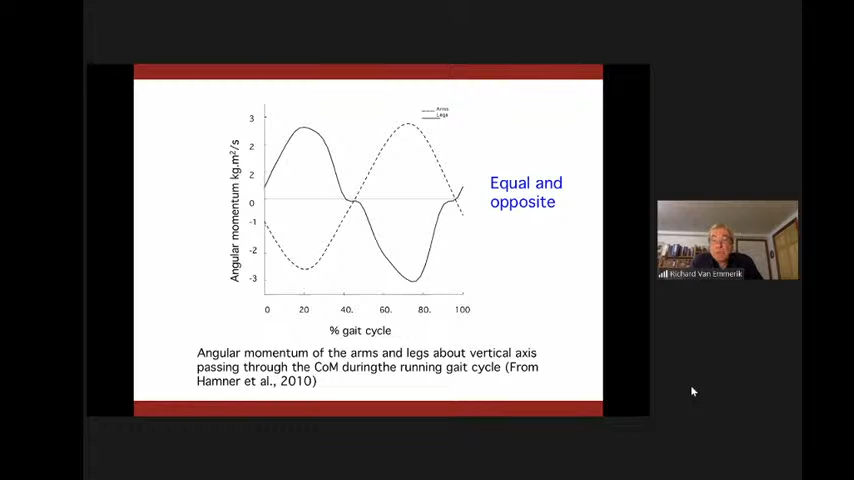 3
2
2
0
-1
-2
-3
Angular momentum kg.m²/s
Arms
Legs
Equal and
opposite
0 20 40. 60. 80. 100
% gait cycle
Angular momentum of the arms and legs about vertical axis
passing through the CoM duringthe running gait cycle (From
Hamner et al., 2010)
Richard Van Emmerik